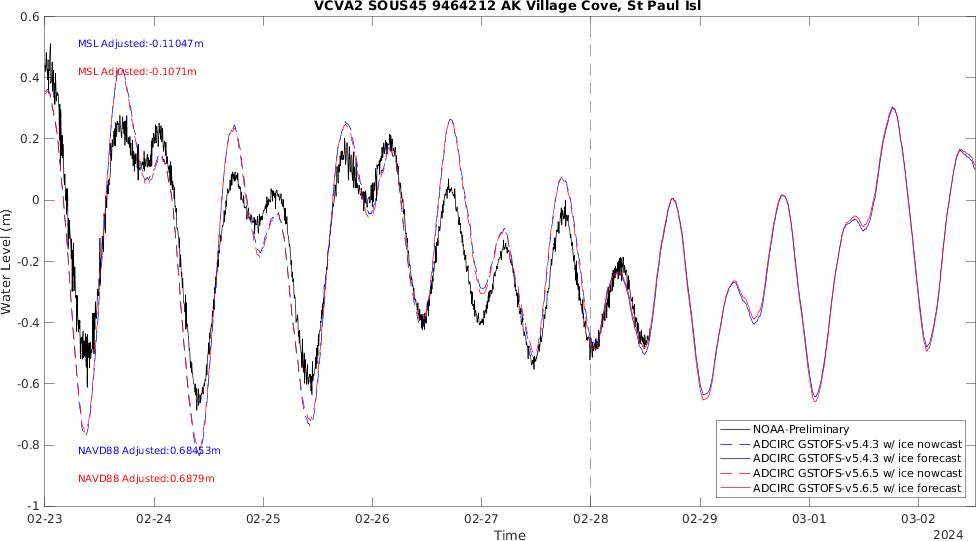 VCVA2 SOUS45 9464212 AK Village Cove, St Paul Isl
0.6
0.4
0.2
0
-0.2
-0.4
-0.6
-0.8
-1
Water Level (m)
MSL Adjusted:-0.11047m
MSL Adjusted:-0.1071m
NAVD88 Adjusted:0.68453m
NAVD88 Adjusted:0.6879m
NOAA-Preliminary
ADCIRC GSTOFS-v5.4.3 w/ ice nowcast
ADCIRC GSTOFS-v5.4.3 w/ ice forecast
ADCIRC GSTOFS-v5.6.5 w/ ice nowcast
ADCIRC GSTOFS-v5.6.5 w/ ice forecast
02-23 02-24 02-25 02-26 02-27 02-28 02-29 03-01 03-02
Time
2024